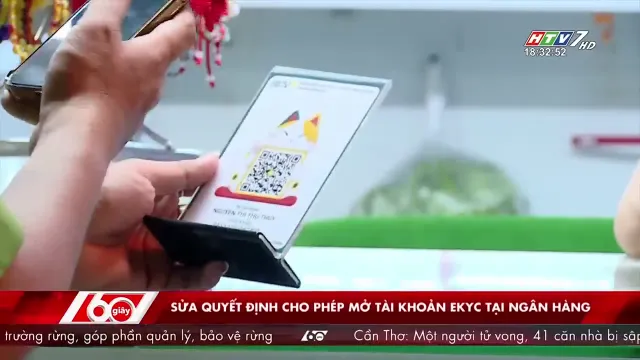 HTV7 HD
18:32:52
60 giây
SỬA QUYẾT ĐỊNH CHO PHÉP MỞ TÀI KHOẢN EKYC TẠI NGÂN HÀNG
trường rừng, góp phần quản lý, bảo vệ rừng 60 Cần Thơ: Một người tử vong, 41 căn nhà bị sập